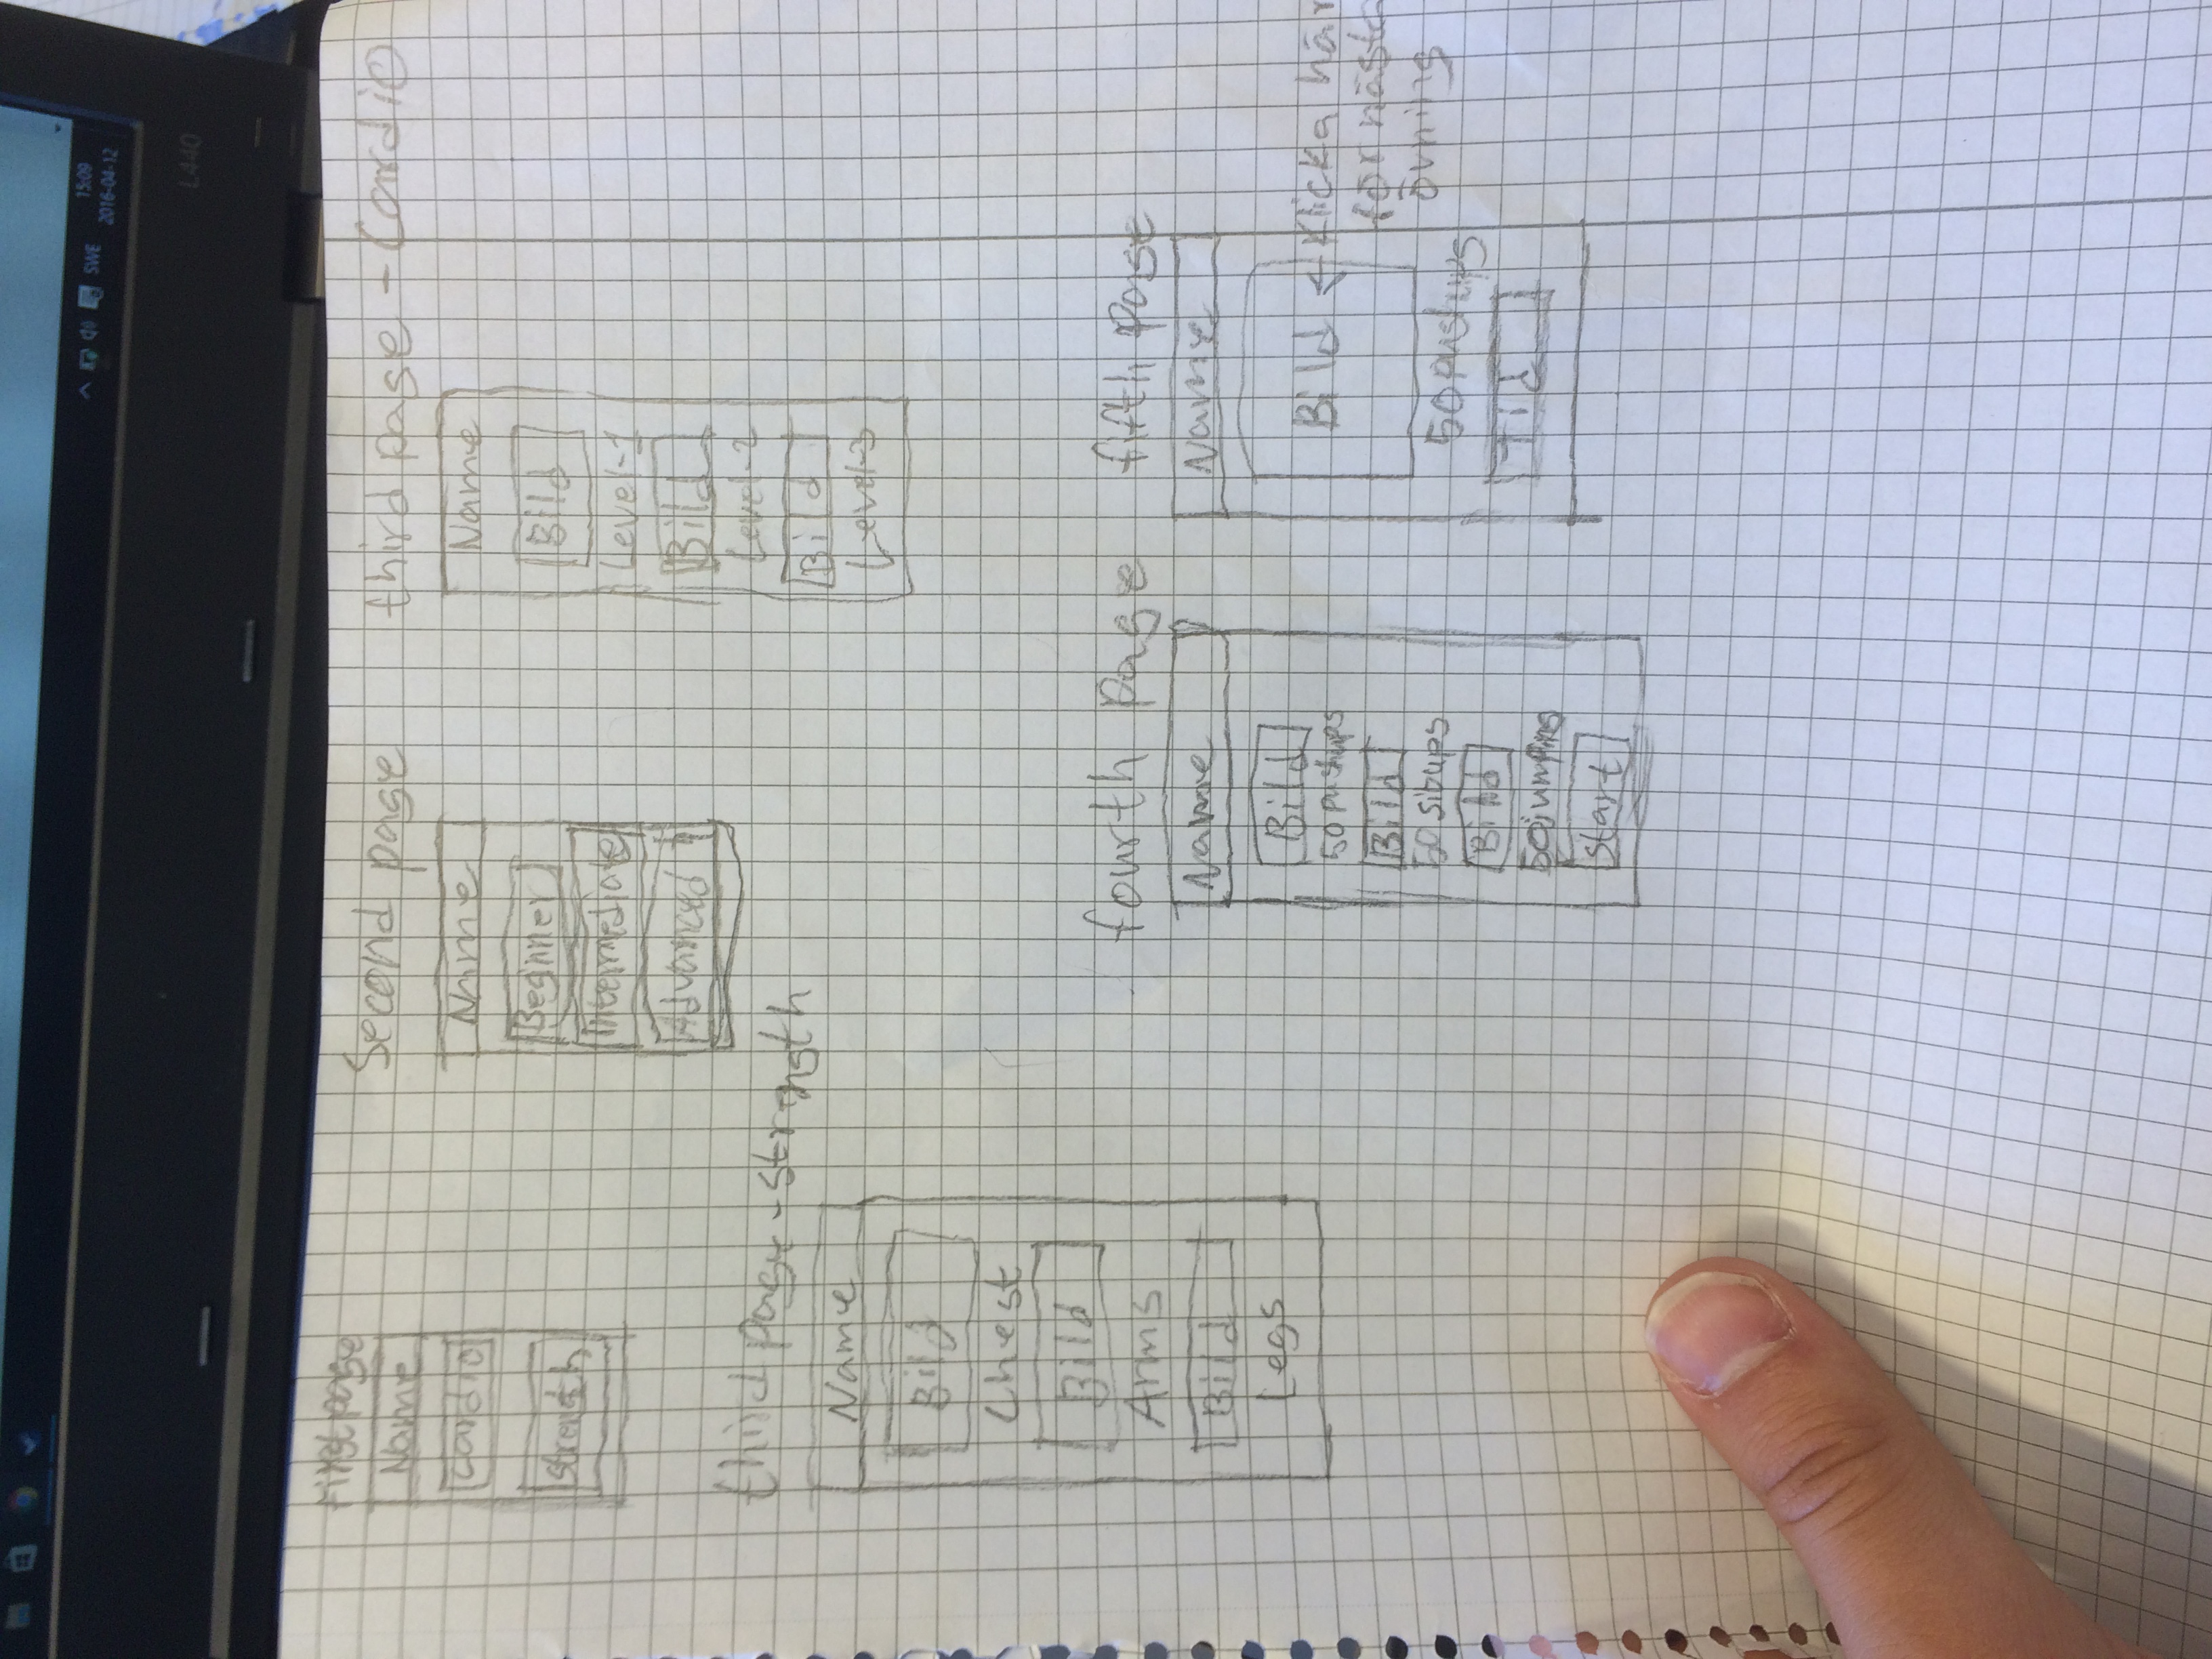 SWE
15:09
2016-04-12
L440
First page
Name
Cardio
Strength
Second page
Name
Beginner
Intermediate
Advanced
third page - Cardio
Name
Bild
Level-1
Bild
Level-2
Bild
Level-3
third page - strength
Name
Bild
Chest
Bild
Arms
Bild
Legs
fourth page
Name
Bild
50 pushups
Bild
50 situps
Bild
Start
fifth page
Name
Bild ← Klicka här
för nästa
övning
50 pushups
Tid